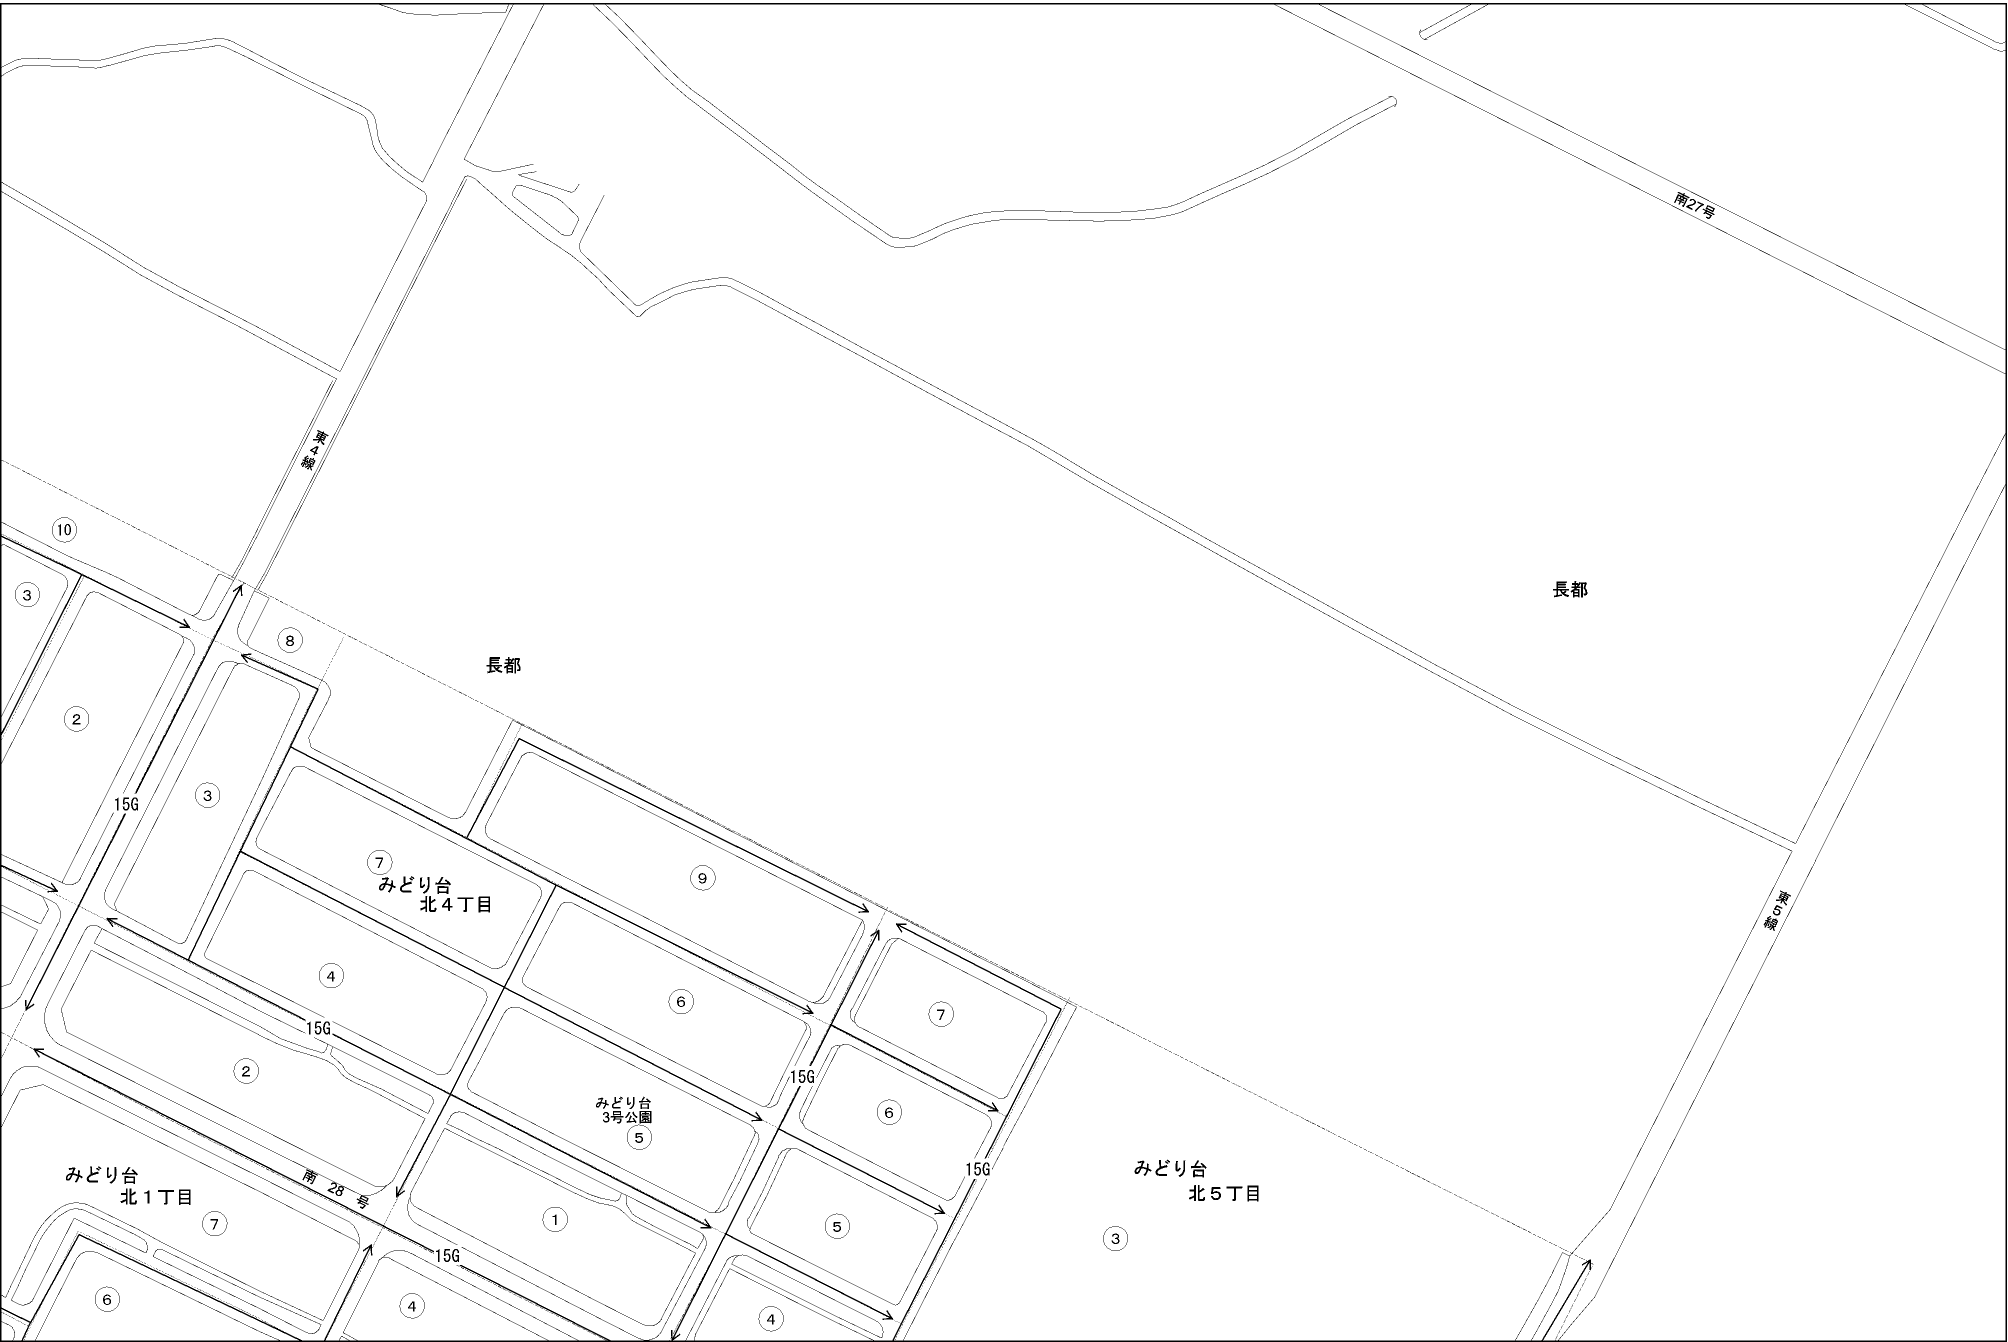 南27号
東4線
⑩
③
⑧
長都
長都
②
③
15G
⑦
みどり台
北4丁目
⑨
東5線
④
⑥
⑦
15G
②
15G
⑥
みどり台
3号公園
⑤
みどり台
北1丁目
南 28 号
15G
みどり台
北5丁目
⑦
①
⑤
③
15G
⑥
④
④